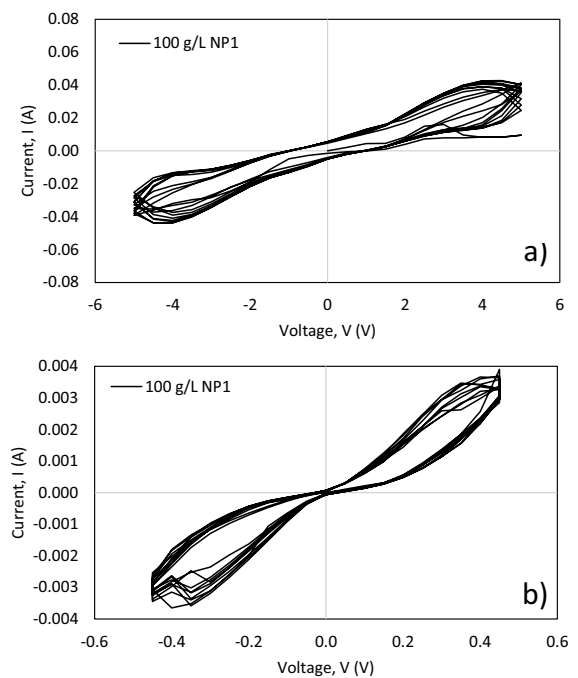 0.08
0.06
0.04
0.02
0.00
-0.02
-0.04
-0.06
-0.08
Current, I (A)
100 g/L NP1
a)
-6 -4 -2 0 2 4 6
Voltage, V (V)
0.004
0.003
0.002
0.001
0.000
-0.001
-0.002
-0.003
-0.004
Current, I (A)
100 g/L NP1
b)
-0.6 -0.4 -0.2 0.0 0.2 0.4 0.6
Voltage, V (V)